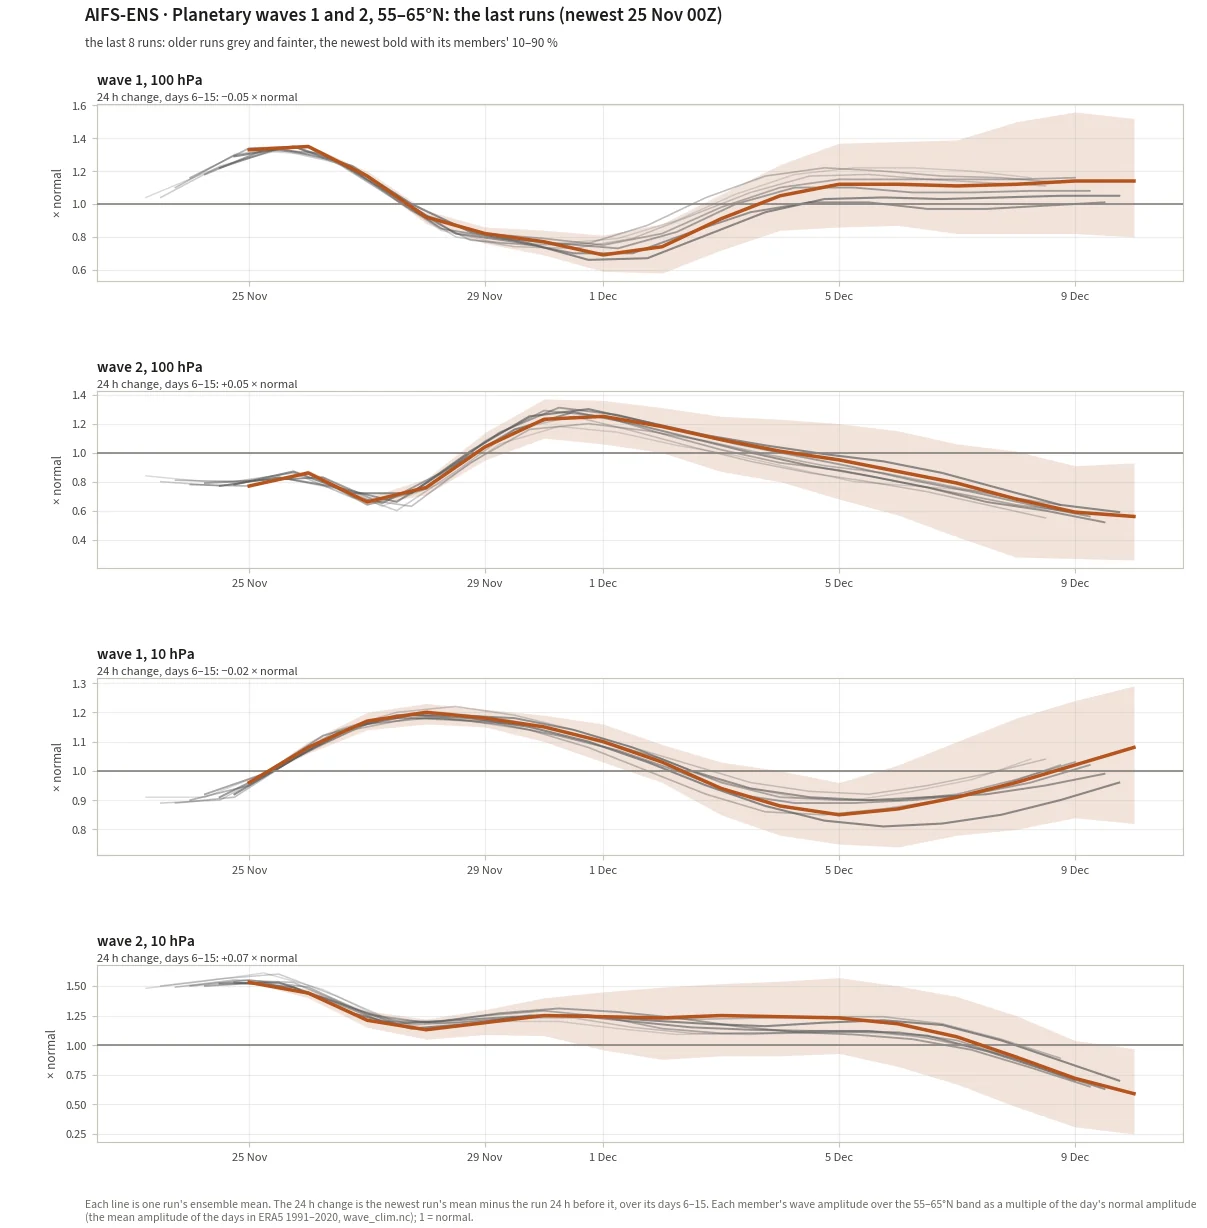 AIFS-ENS · Planetary waves 1 and 2, 55–65°N: the last runs (newest 25 Nov 00Z)
the last 8 runs: older runs grey and fainter, the newest bold with its members' 10–90 %
wave 1, 100 hPa
24 h change, days 6–15: −0.05 × normal
1.6
1.4
1.2
1.0
0.8
0.6
× normal
25 Nov
29 Nov
1 Dec
5 Dec
9 Dec
wave 2, 100 hPa
24 h change, days 6–15: +0.05 × normal
1.4
1.2
1.0
0.8
0.6
0.4
× normal
25 Nov
29 Nov
1 Dec
5 Dec
9 Dec
wave 1, 10 hPa
24 h change, days 6–15: −0.02 × normal
1.3
1.2
1.1
1.0
0.9
0.8
× normal
25 Nov
29 Nov
1 Dec
5 Dec
9 Dec
wave 2, 10 hPa
24 h change, days 6–15: +0.07 × normal
1.50
1.25
1.00
0.75
0.50
0.25
× normal
25 Nov
29 Nov
1 Dec
5 Dec
9 Dec
Each line is one run's ensemble mean. The 24 h change is the newest run's mean minus the run 24 h before it, over its days 6–15. Each member's wave amplitude over the 55–65°N band as a multiple of the day's normal amplitude
(the mean amplitude of the days in ERA5 1991–2020, wave_clim.nc); 1 = normal.